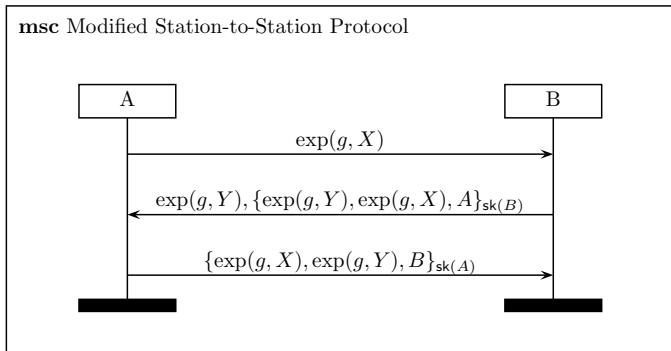 msc Modified Station-to-Station Protocol
A
B
exp(g, X)
exp(g, Y), {exp(g, Y), exp(g, X), A}sk(B)
{exp(g, X), exp(g, Y), B}sk(A)